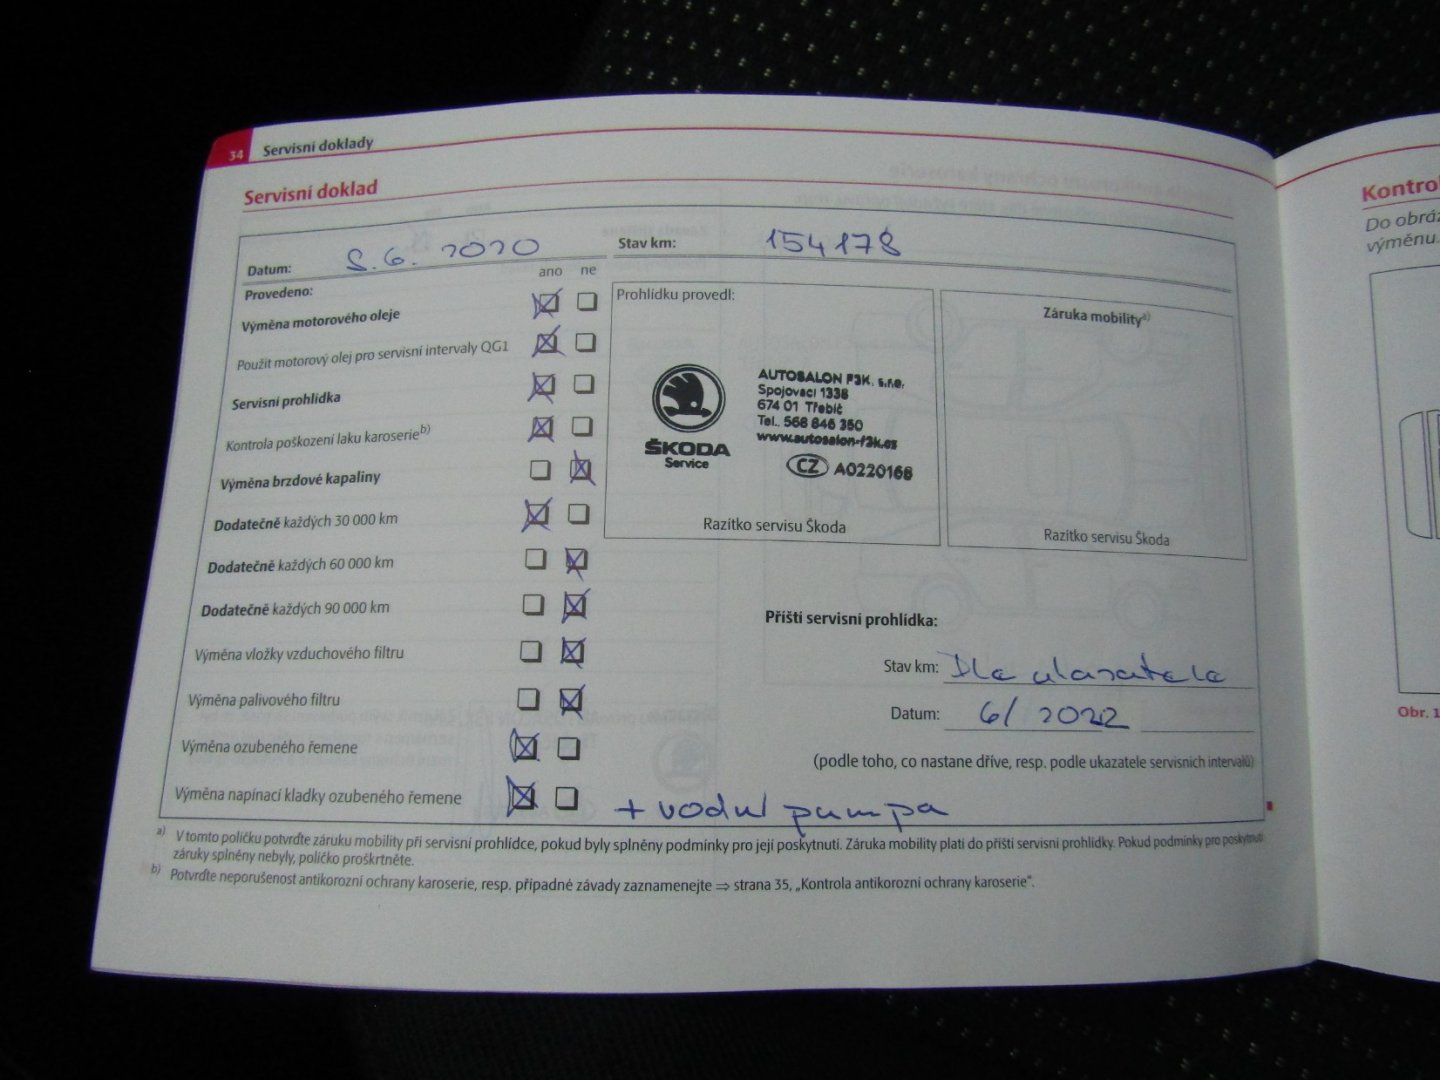 34 Servisní doklady
Servisní doklad
Datum: 8.6. 2020 Stav km: 154178
ano ne
Provedeno:
Výměna motorového oleje
Použit motorový olej pro servisní intervaly QG1
Servisní prohlídka
Kontrola poškození laku karoserie b)
Výměna brzdové kapaliny
Dodatečně každých 30 000 km
Dodatečně každých 60 000 km
Dodatečně každých 90 000 km
Výměna vložky vzduchového filtru
Výměna palivového filtru
Výměna ozubeného řemene
Výměna napínací kladky ozubeného řemene
+ vodní pumpa
Prohlídku provedl:
ŠKODA
Service
AUTOSALON F3K, s.r.o.
Spojovací 1338
674 01 Třebíč
Tel. 568 846 350
www.autosalon-f3k.cz
CZ A0220168
Razítko servisu Škoda
Záruka mobility a)
Razítko servisu Škoda
Příští servisní prohlídka:
Stav km: Dle ukazatele
Datum: 6/ 2022
(podle toho, co nastane dříve, resp. podle ukazatele servisních intervalů)
a) V tomto políčku potvrďte záruku mobility při servisní prohlídce, pokud byly splněny podmínky pro její poskytnutí. Záruka mobility platí do příští servisní prohlídky. Pokud podmínky pro poskytnutí
záruky splněny nebyly, políčko proškrtněte.
b) Potvrďte neporušenost antikorozní ochrany karoserie, resp. případné závady zaznamenejte ⇒ strana 35, „Kontrola antikorozní ochrany karoserie".
Do
výměnu.
Obr. 1